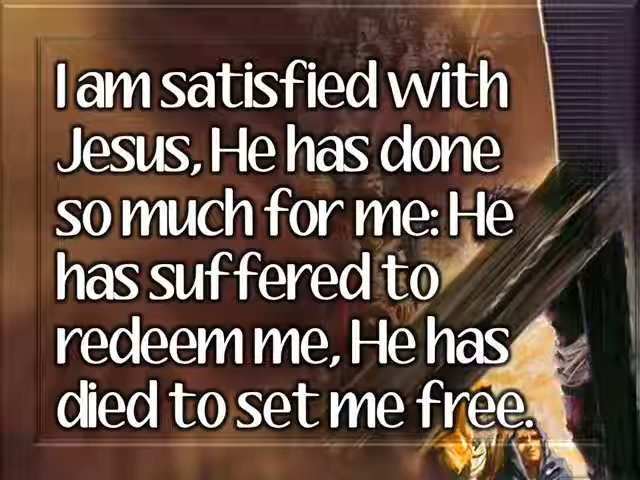 I am satisfied with
Jesus, He has done
so much for me: He
has suffered to
redeem me, He has
died to set me free.